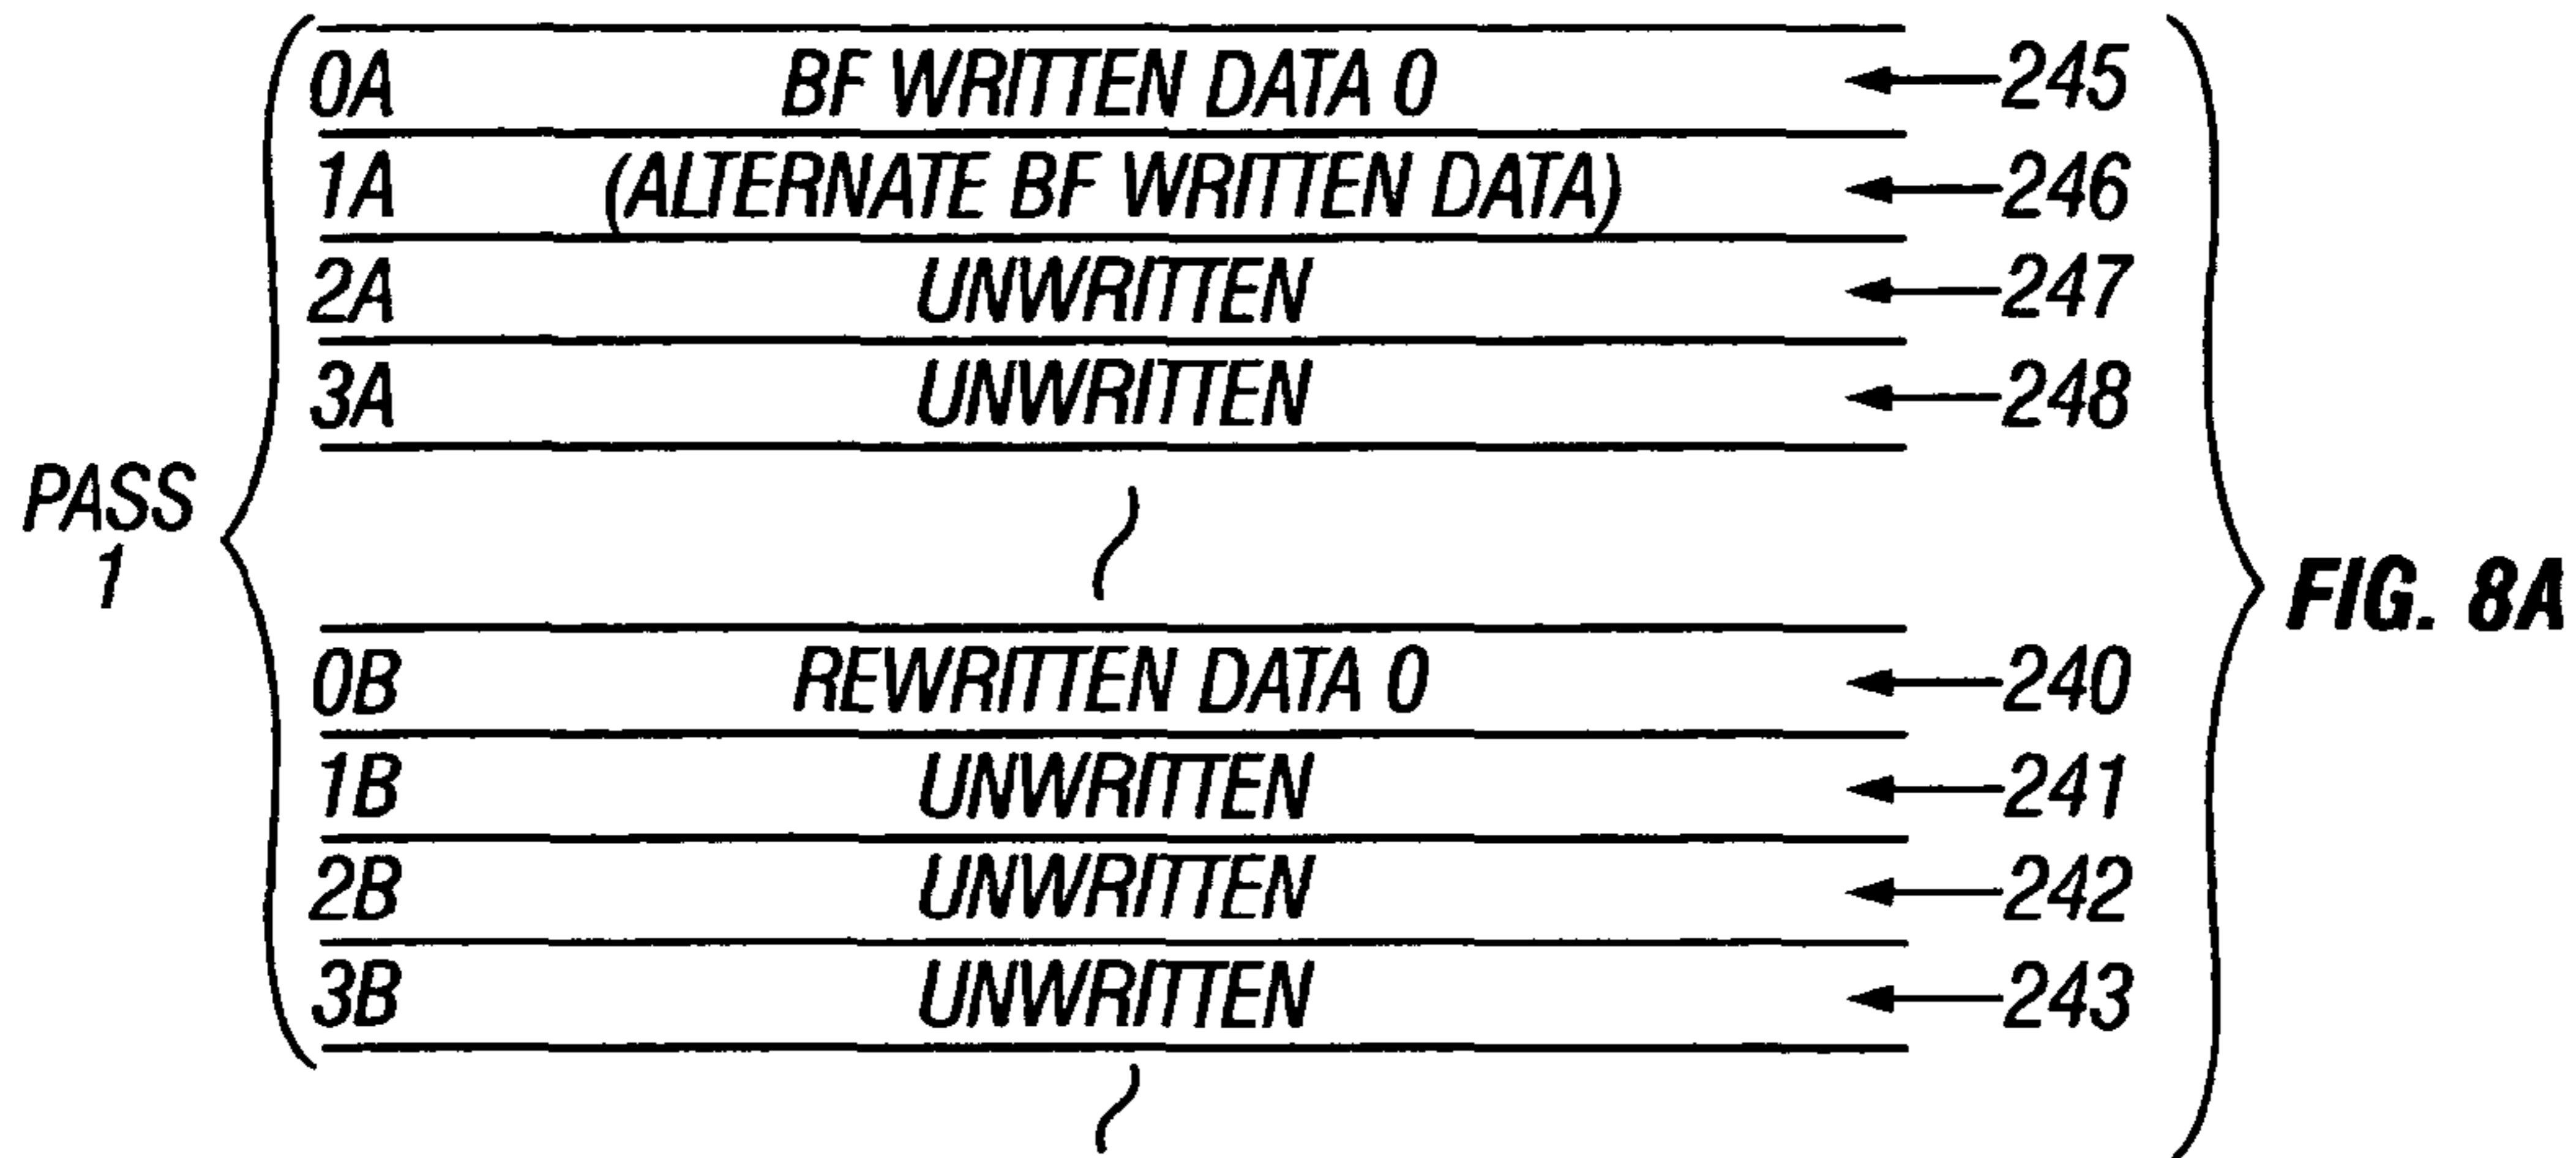 0A BF WRITTEN DATA 0 245
1A (ALTERNATE BF WRITTEN DATA) 246
2A UNWRITTEN 247
3A UNWRITTEN 248
PASS
1
FIG. 8A
0B REWRITTEN DATA 0 240
1B UNWRITTEN 241
2B UNWRITTEN 242
3B UNWRITTEN 243